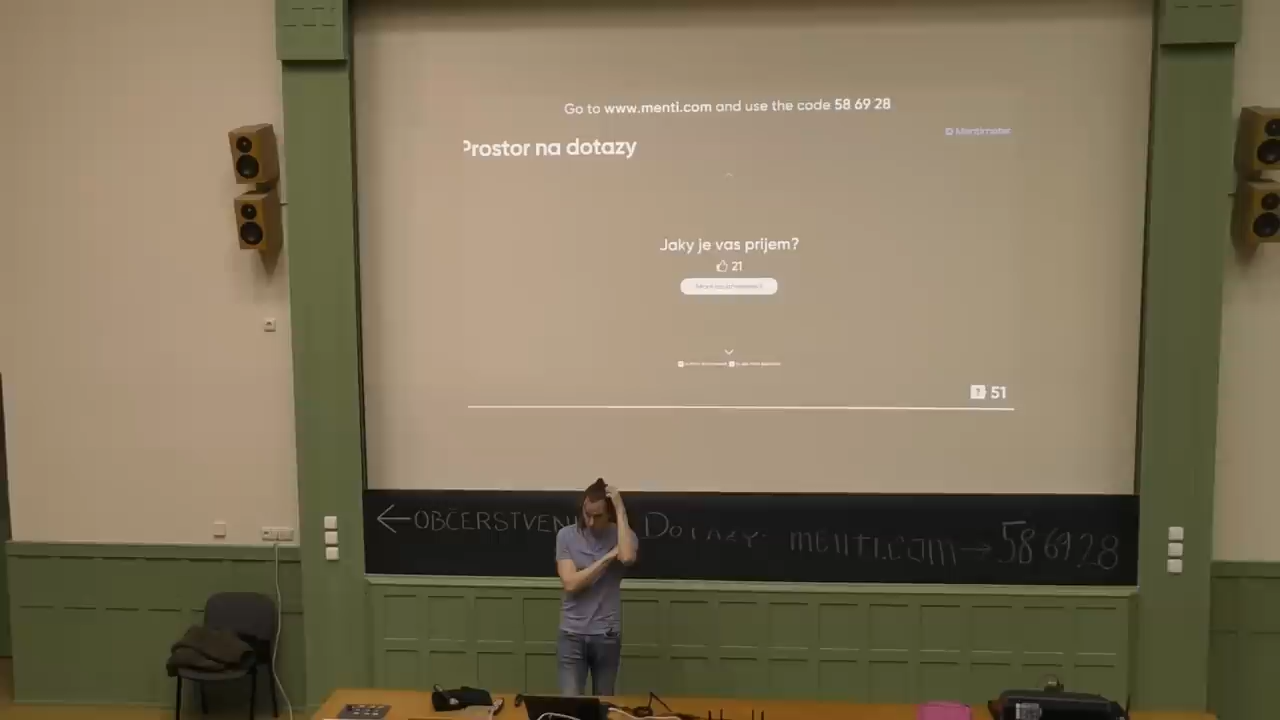 Go to www.menti.com and use the code 58 69 28
Mentimeter
Prostor na dotazy
Jaky je vas prijem?
21
51
← OBČERSTVENÍ Dotazy: menti.com → 58 69 28